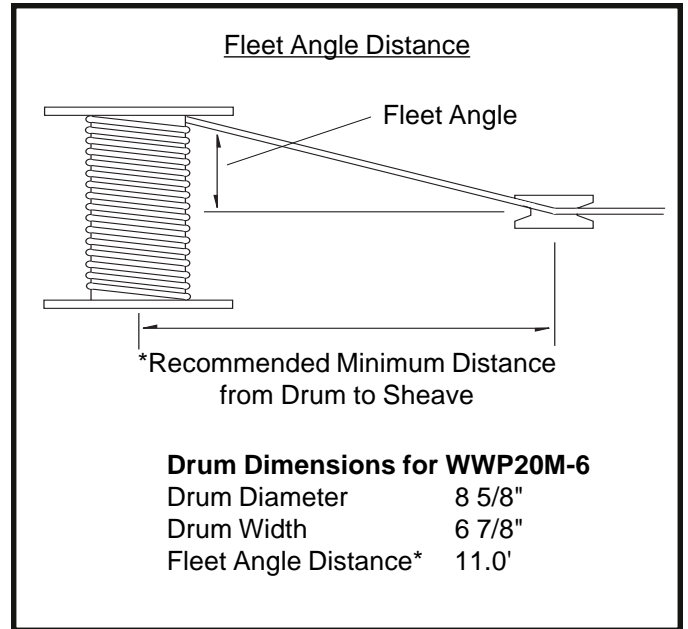 Fleet Angle Distance
Fleet Angle
*Recommended Minimum Distance
from Drum to Sheave
Drum Dimensions for WWP20M-6
Drum Diameter 8 5/8"
Drum Width 6 7/8"
Fleet Angle Distance* 11.0'